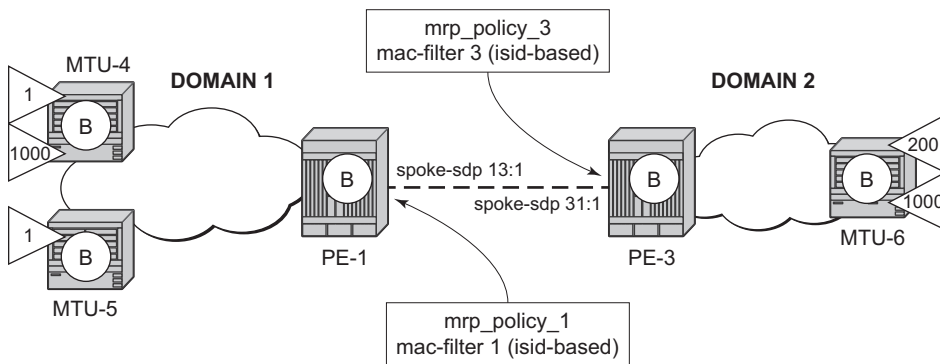 mrp_policy_3
mac-filter 3 (isid-based)
MTU-4
DOMAIN 1
DOMAIN 2
1
B
1000
B
spoke-sdp 13:1
spoke-sdp 31:1
B
200
B
1000
1
B
MTU-5
PE-1
PE-3
MTU-6
mrp_policy_1
mac-filter 1 (isid-based)